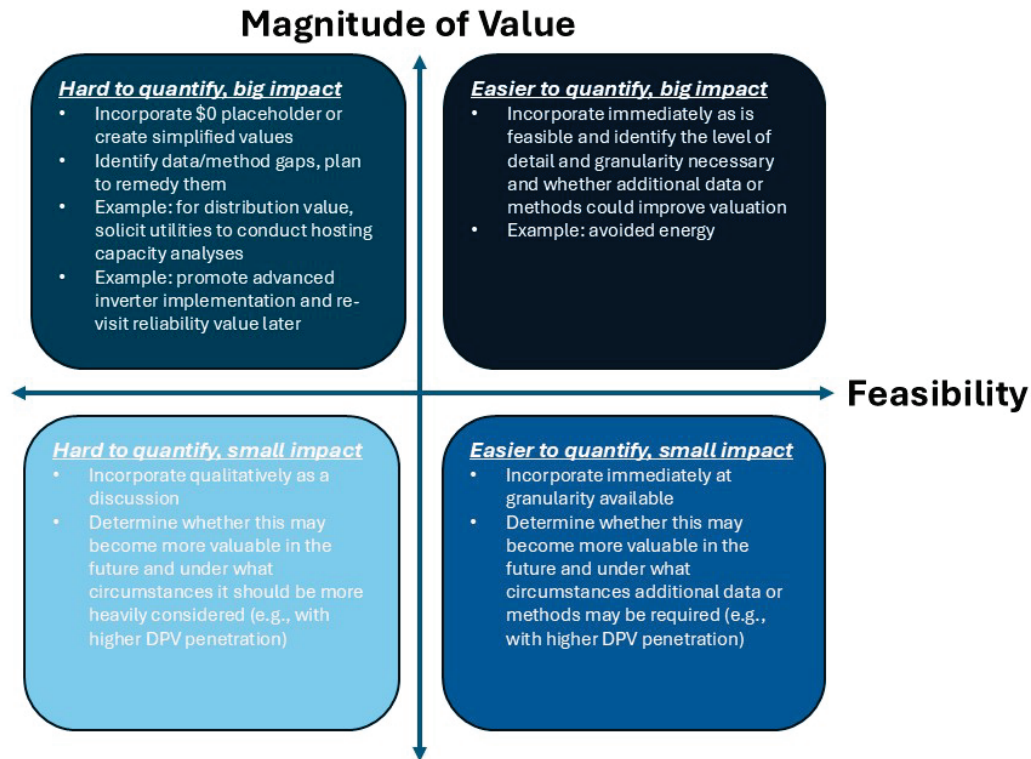 Magnitude of Value
Hard to quantify, big impact
• Incorporate $0 placeholder or
create simplified values
• Identify data/method gaps, plan
to remedy them
• Example: for distribution value,
solicit utilities to conduct hosting
capacity analyses
• Example: promote advanced
inverter implementation and re-
visit reliability value later
Easier to quantify, big impact
• Incorporate immediately as is
feasible and identify the level of
detail and granularity necessary
and whether additional data or
methods could improve valuation
• Example: avoided energy
Feasibility
Hard to quantify, small impact
• Incorporate qualitatively as a
discussion
• Determine whether this may
become more valuable in the
future and under what
circumstances it should be more
heavily considered (e.g., with
higher DPV penetration)
Easier to quantify, small impact
• Incorporate immediately at
granularity available
• Determine whether this may
become more valuable in the
future and under what
circumstances additional data or
methods may be required (e.g.,
with higher DPV penetration)